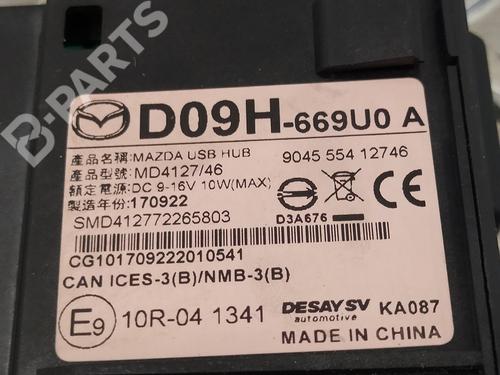 B-PARTS
D09H-669U0 A
產品名稱: MAZDA USB HUB 9045 554 12746
產品型號: MD4127/46
額定電源: DC 9-16V 10W(MAX)
製造年份: 170922
SMD412772265803 D3A676
CG101709222010541
CAN ICES-3(B)/NMB-3(B)
E9 10R-04 1341 DESAY SV automotive KA087
MADE IN CHINA